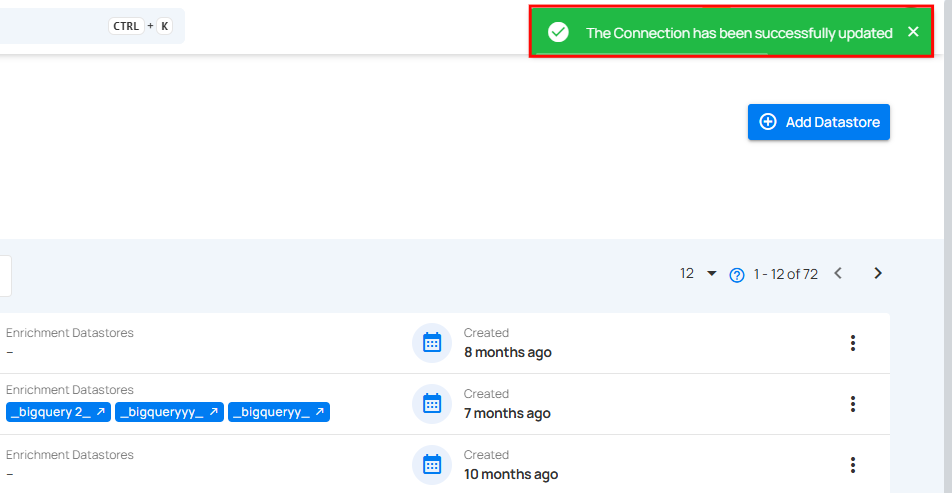 CTRL + K
The Connection has been successfully updated
Add Datastore
12
1 - 12 of 72
Enrichment Datastores
–
Created
8 months ago
Enrichment Datastores
_bigquery 2_ _bigqueryyy_ _bigqueryy_
Created
7 months ago
Enrichment Datastores
–
Created
10 months ago